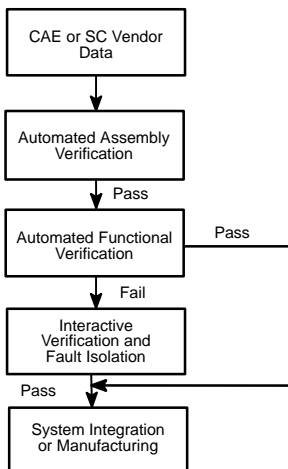 CAE or SC Vendor
Data
Automated Assembly
Verification
Pass
Automated Functional
Verification
Pass
Fail
Interactive
Verification and
Fault Isolation
Pass
System Integration
or Manufacturing